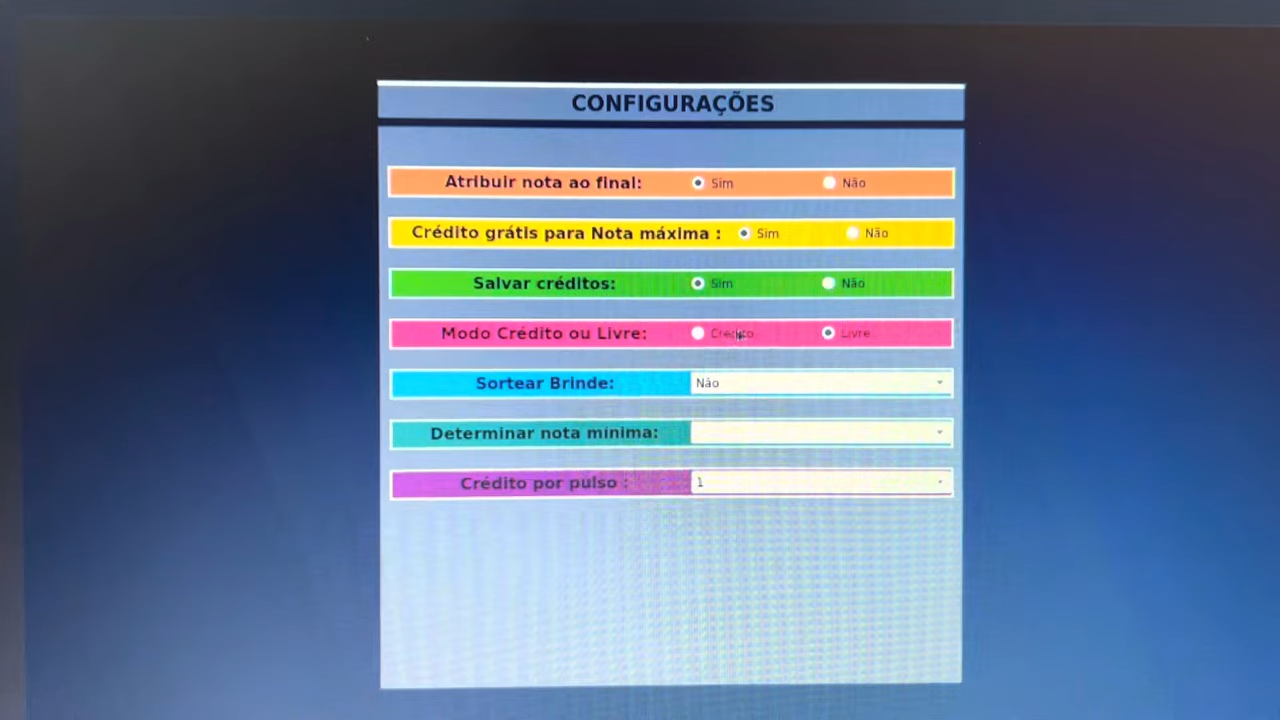 CONFIGURAÇÕES
Atribuir nota ao final: Sim Não
Crédito grátis para Nota máxima : Sim Não
Salvar créditos: Sim Não
Modo Crédito ou Livre: Crédito Livre
Sortear Brinde: Não
Determinar nota mínima:
Crédito por pulso : 1